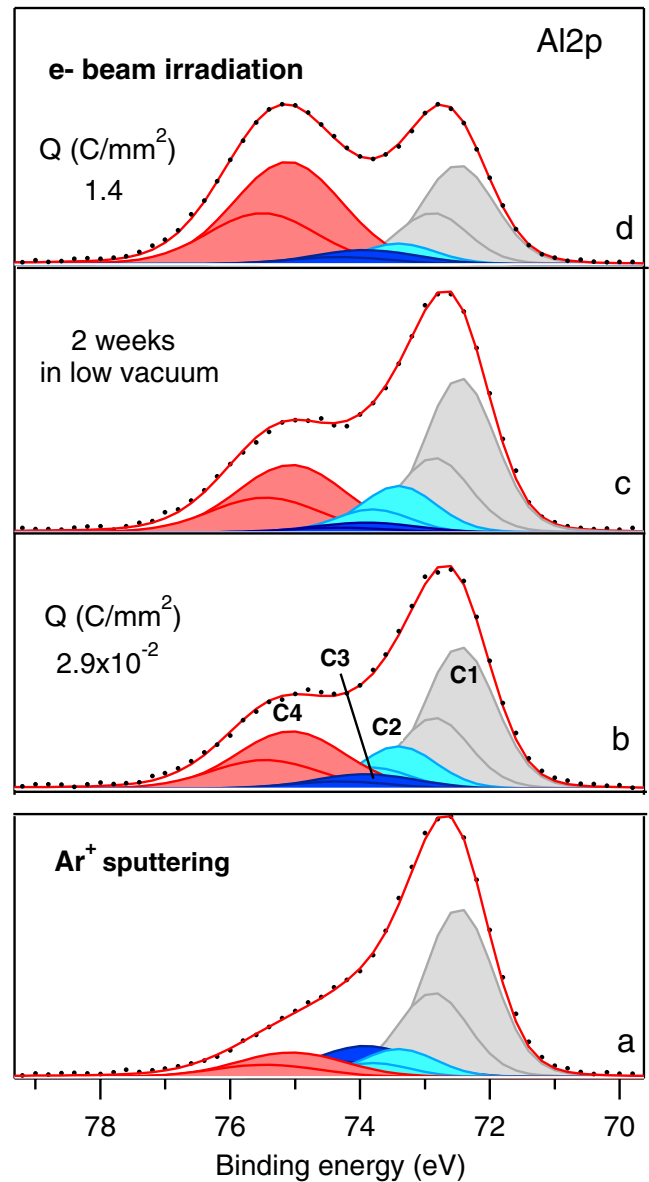 Al2p
e- beam irradiation
Q (C/mm²)
1.4
d
2 weeks
in low vacuum
c
Q (C/mm²)
2.9x10⁻²
C3
C1
C4
C2
b
Ar⁺ sputtering
a
78 76 74 72 70
Binding energy (eV)